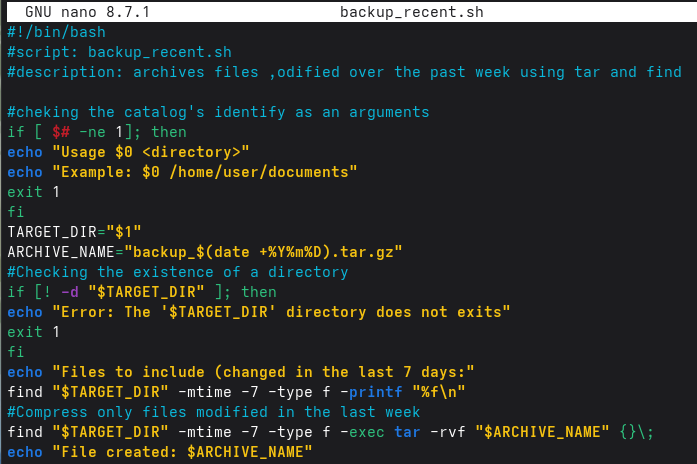 GNU nano 8.7.1 backup_recent.sh
#!/bin/bash
#script: backup_recent.sh
#description: archives files ,odified over the past week using tar and find
#cheking the catalog's identify as an arguments
if [ $# -ne 1]; then
echo "Usage $0 <directory>"
echo "Example: $0 /home/user/documents"
exit 1
fi
TARGET_DIR="$1"
ARCHIVE_NAME="backup_$(date +%Y%m%D).tar.gz"
#Checking the existence of a directory
if [! -d "$TARGET_DIR" ]; then
echo "Error: The '$TARGET_DIR' directory does not exits"
exit 1
fi
echo "Files to include (changed in the last 7 days:"
find "$TARGET_DIR" -mtime -7 -type f -printf "%f\n"
#Compress only files modified in the last week
find "$TARGET_DIR" -mtime -7 -type f -exec tar -rvf "$ARCHIVE_NAME" {}\;
echo "File created: $ARCHIVE_NAME"